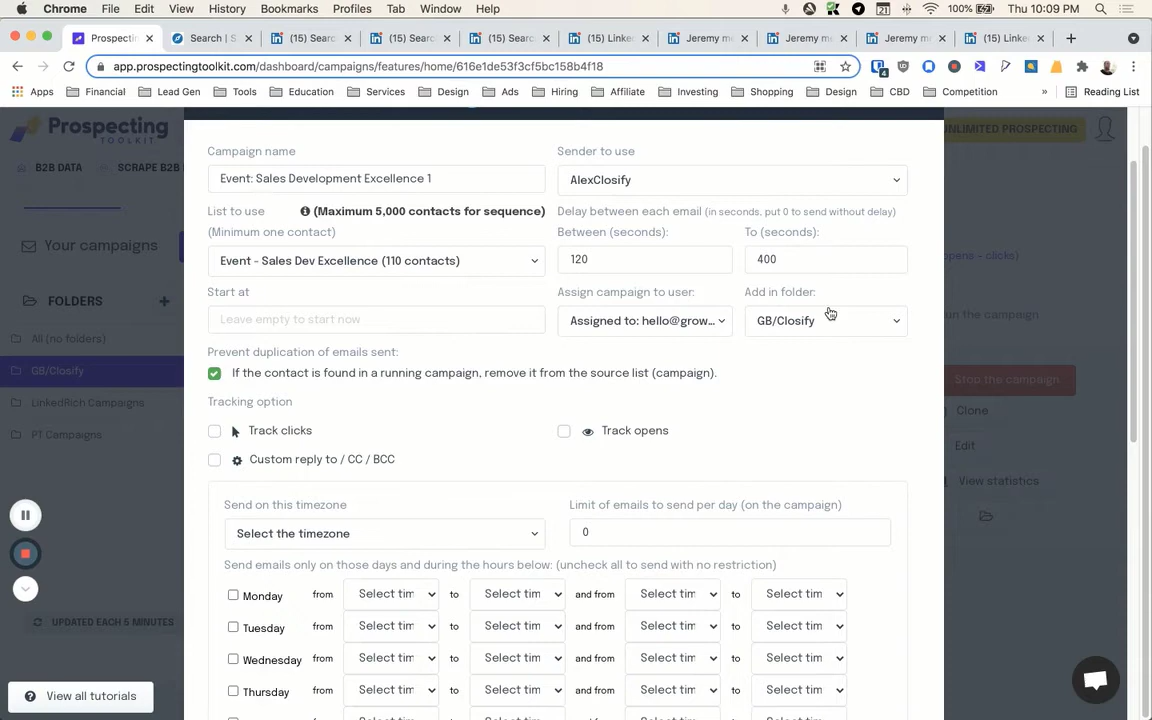 Chrome File Edit View History Bookmarks Profiles Tab Window Help 21 100% Thu 10:09 PM
Prospectin Search | S (15) Searc (15) Searc (15) Searc (15) Linke Jeremy me Jeremy me Jeremy me (15) Linke
app.prospectingtoolkit.com/dashboard/campaigns/features/home/616e1de53f3cf5bc158b4f18 4
Apps Financial Lead Gen Tools Education Services Design Ads Hiring Affiliate Investing Shopping Design CBD Competition » Reading List
Prospecting
TOOLKIT
UNLIMITED PROSPECTING
B2B DATA SCRAPE B2B
Your campaigns
FOLDERS +
All (no folders)
GB/Closify
LinkedRich Campaigns
PT Campaigns
UPDATED EACH 5 MINUTES
View all tutorials
Campaign name
Event: Sales Development Excellence 1
Sender to use
AlexClosify
List to use (Maximum 5,000 contacts for sequence)
(Minimum one contact)
Event - Sales Dev Excellence (110 contacts)
Delay between each email (in seconds, put 0 to send without delay)
Between (seconds): To (seconds):
120 400
Start at
Leave empty to start now
Assign campaign to user: Add in folder:
Assigned to: hello@grow... GB/Closify
Prevent duplication of emails sent:
If the contact is found in a running campaign, remove it from the source list (campaign).
Tracking option
Track clicks Track opens
Custom reply to / CC / BCC
Send on this timezone Limit of emails to send per day (on the campaign)
Select the timezone 0
Send emails only on those days and during the hours below: (uncheck all to send with no restriction)
Monday from Select tim to Select tim and from Select tim to Select tim
Tuesday from Select tim to Select tim and from Select tim to Select tim
Wednesday from Select tim to Select tim and from Select tim to Select tim
Thursday from Select tim to Select tim and from Select tim to Select tim
opens - clicks)
un the campaign
Stop the campaign
Clone
Edit
View statistics